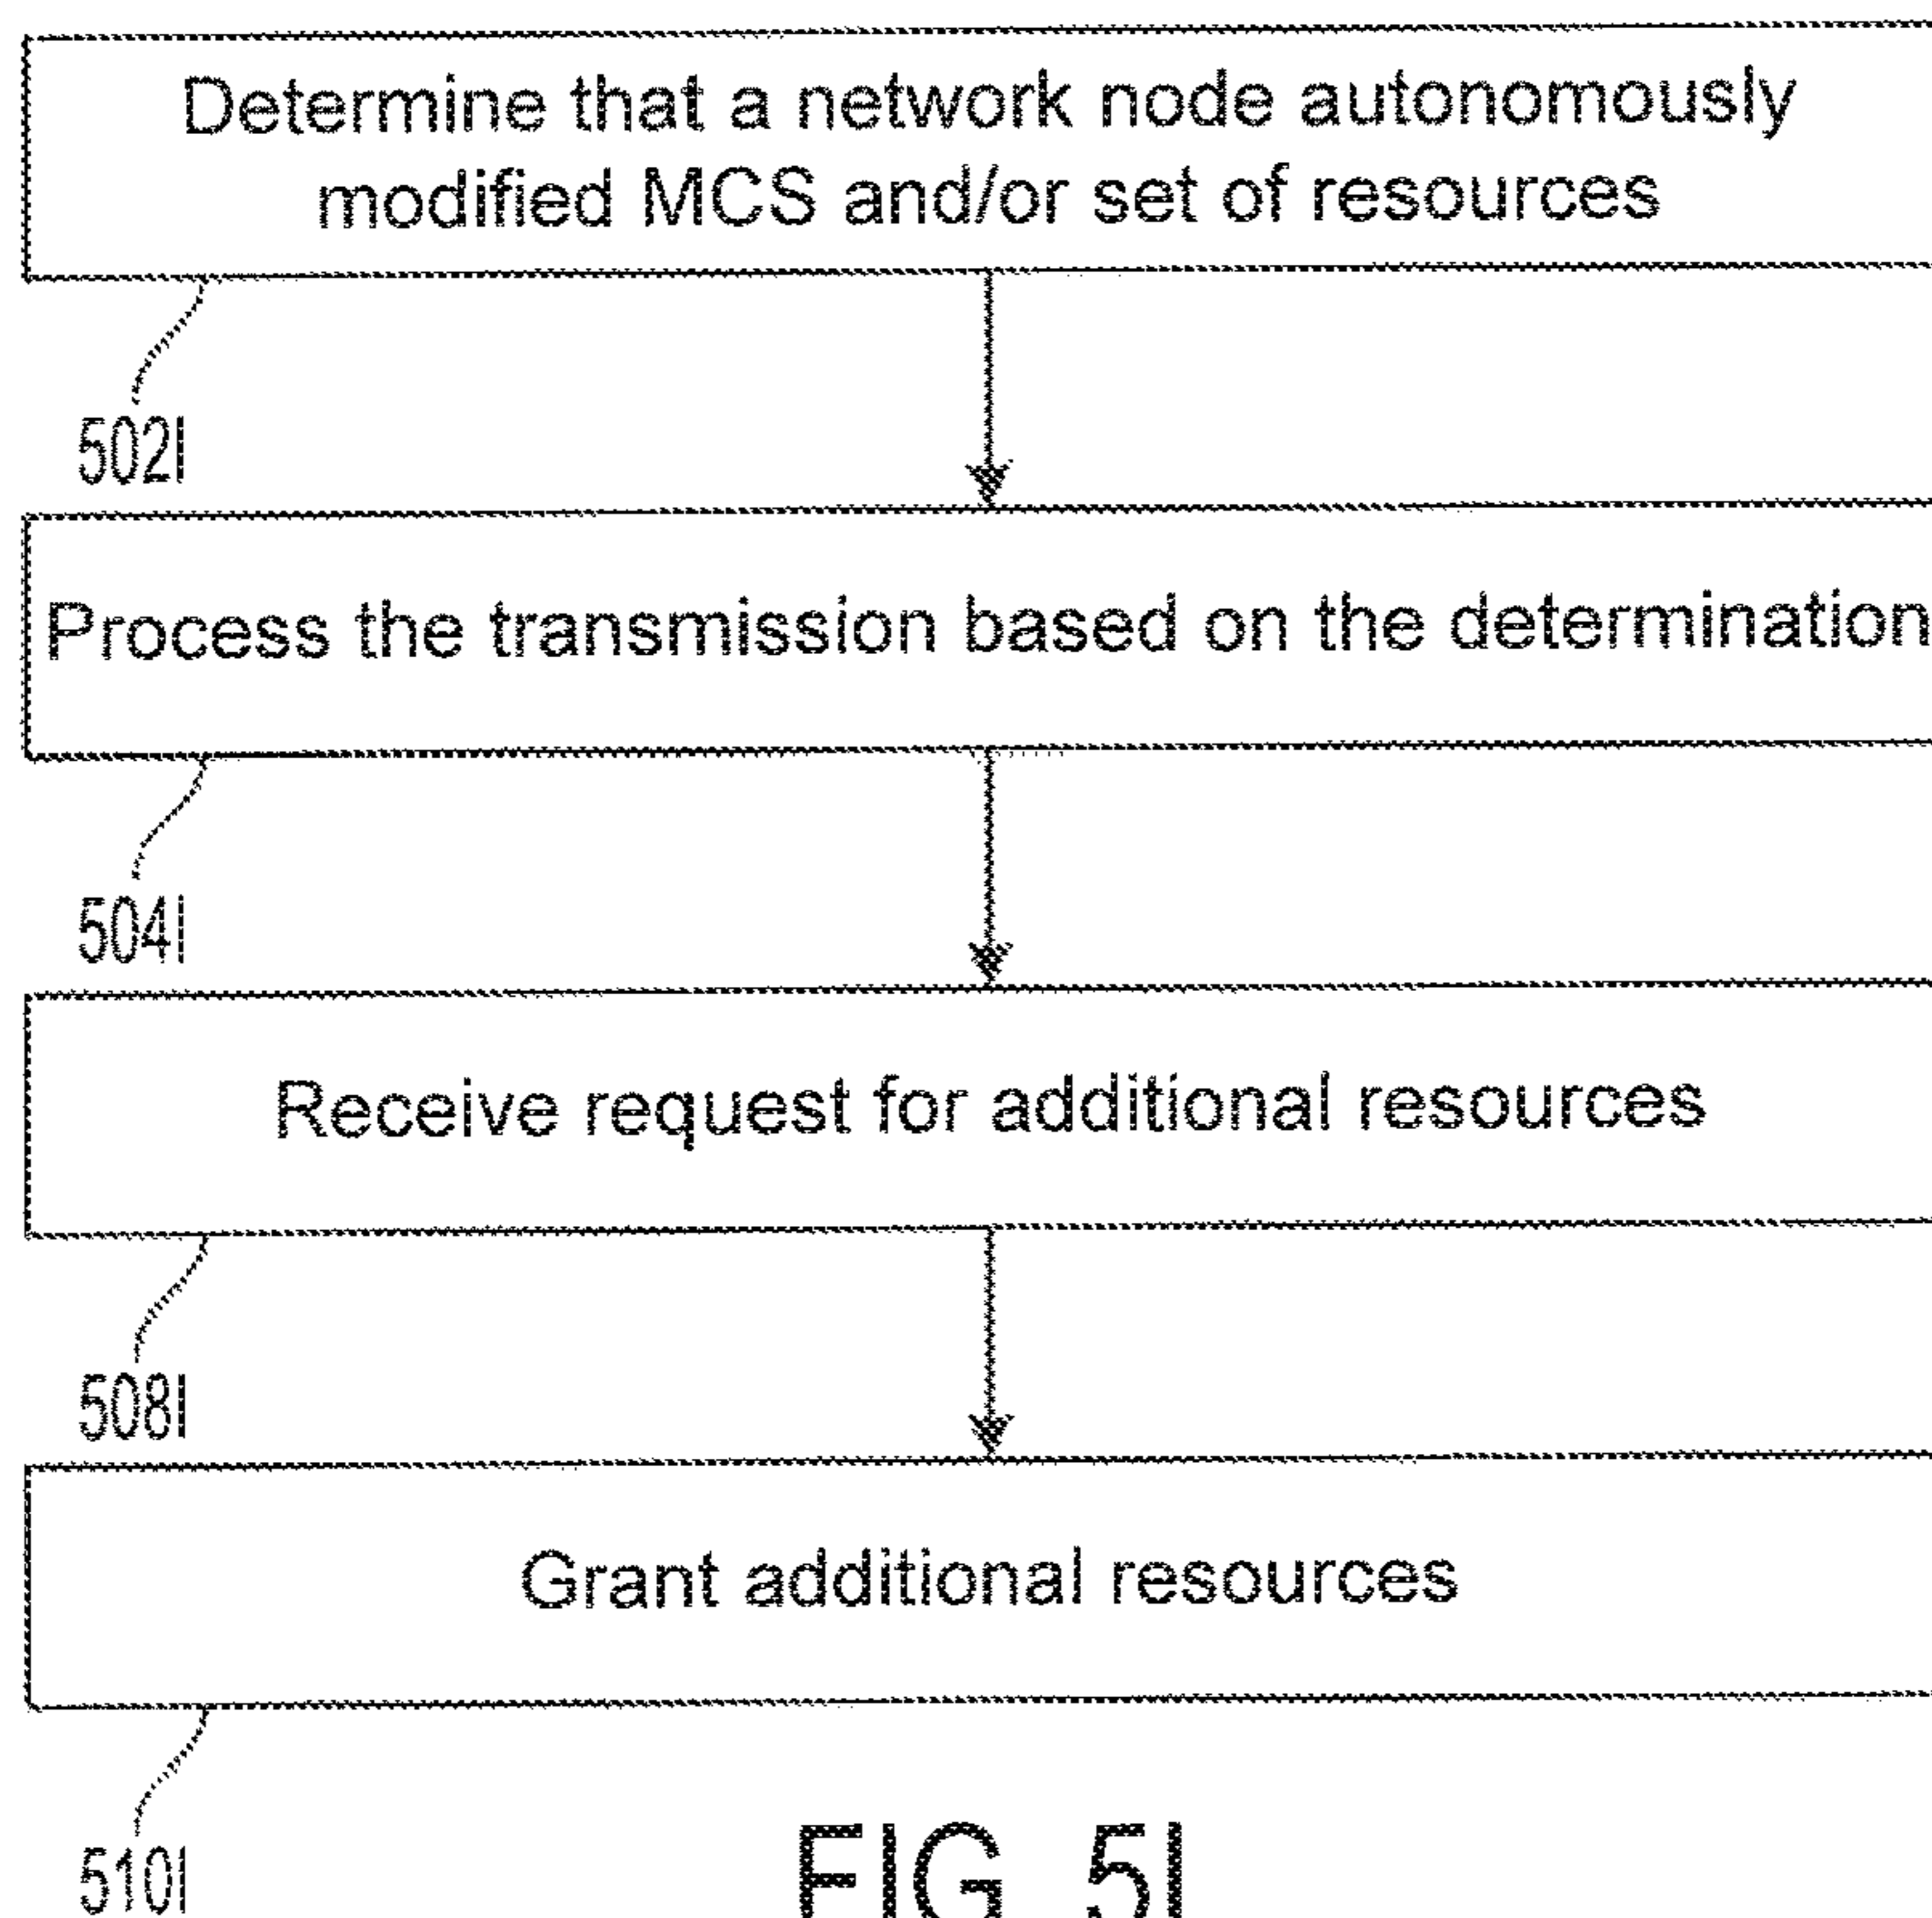 Determine that a network node autonomously
modified MCS and/or set of resources
502I
Process the transmission based on the determination
504I
Receive request for additional resources
508I
Grant additional resources
510I
FIG. 5I